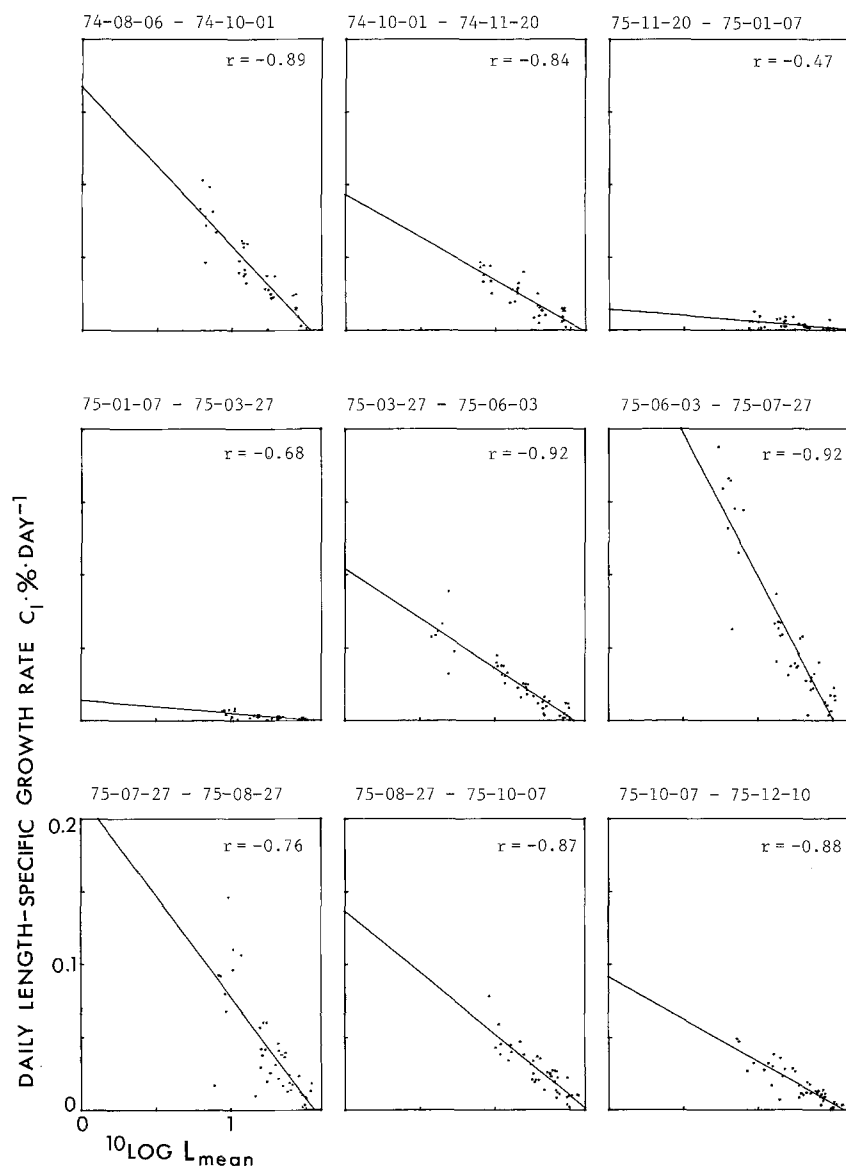 74-08-06 - 74-10-01
r = -0.89
74-10-01 - 74-11-20
r = -0.84
75-11-20 - 75-01-07
r = -0.47
75-01-07 - 75-03-27
r = -0.68
75-03-27 - 75-06-03
r = -0.92
75-06-03 - 75-07-27
r = -0.92
75-07-27 - 75-08-27
r = -0.76
75-08-27 - 75-10-07
r = -0.87
75-10-07 - 75-12-10
r = -0.88
DAILY LENGTH-SPECIFIC GROWTH RATE C_l·%·DAY⁻¹
0.2
0.1
0
0 1
¹⁰LOG L_mean